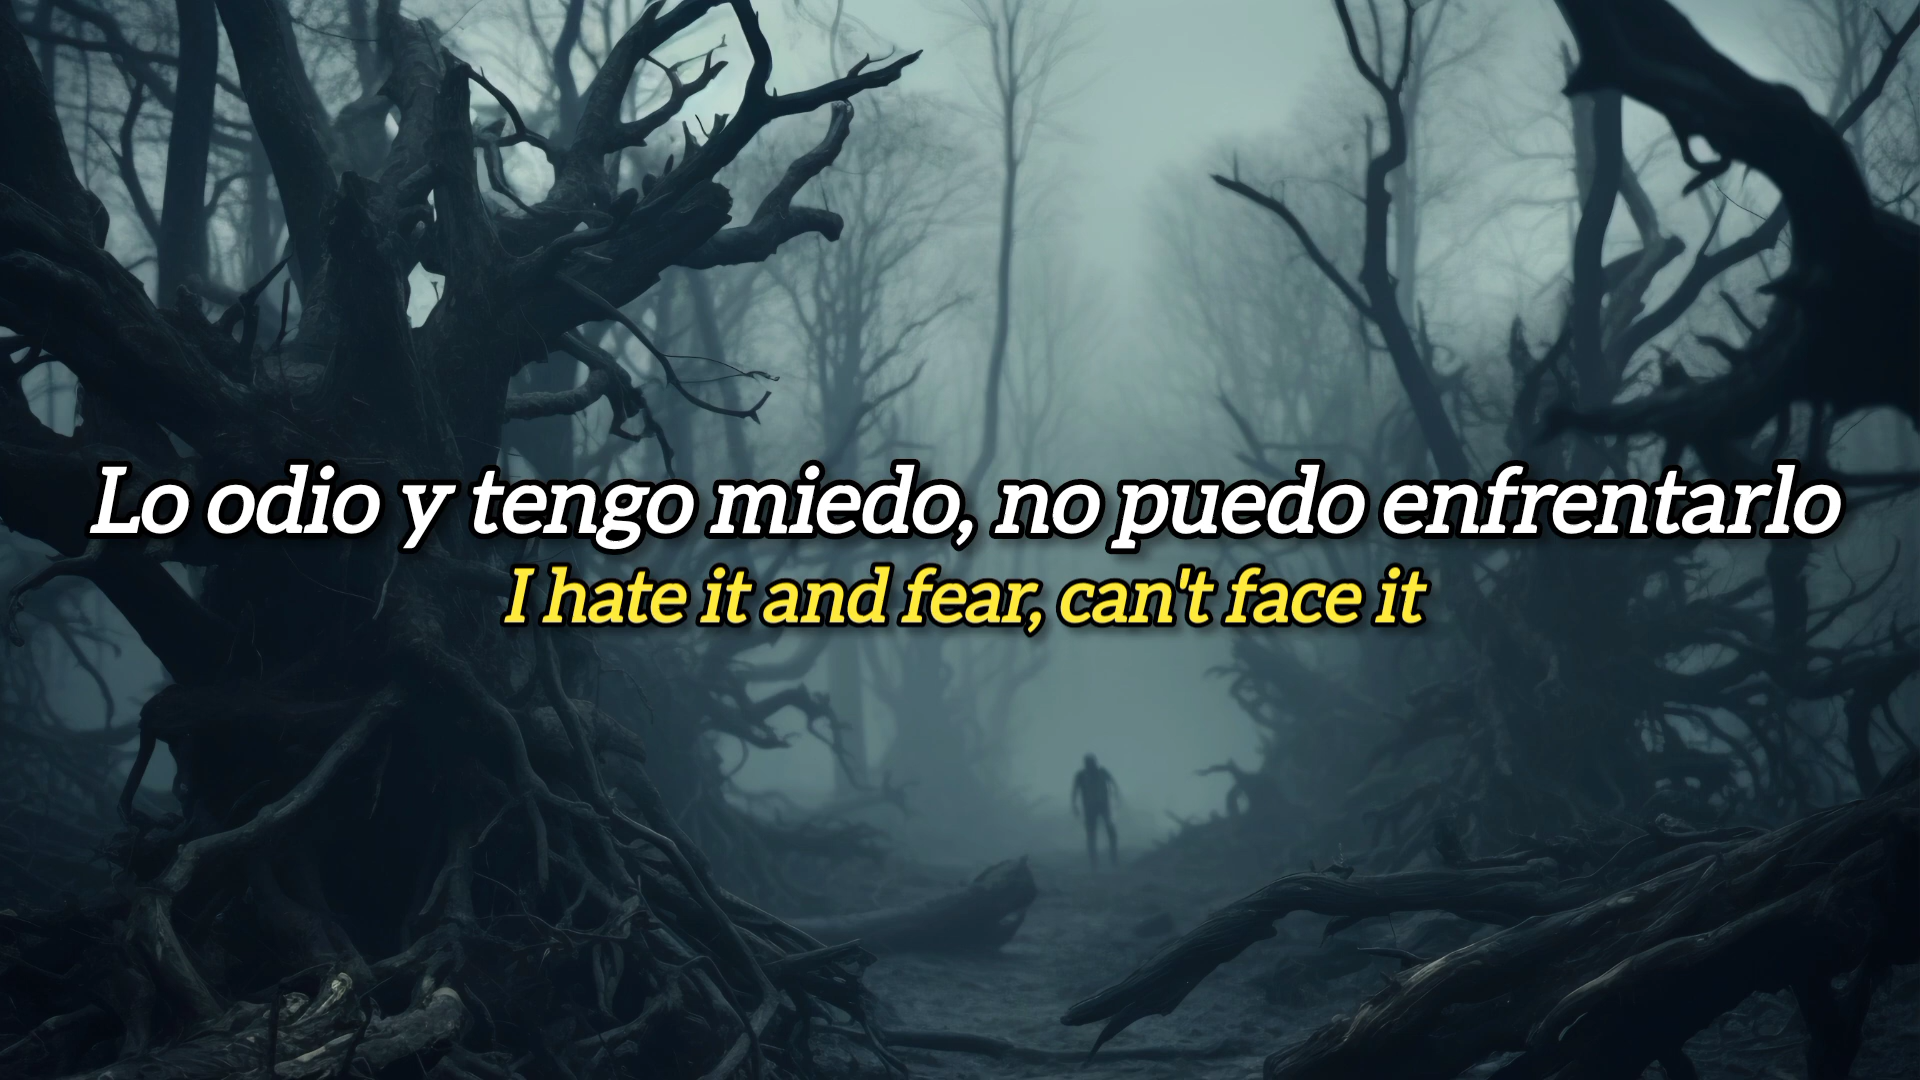 Lo odio y tengo miedo, no puedo enfrentarlo
I hate it and fear, can't face it